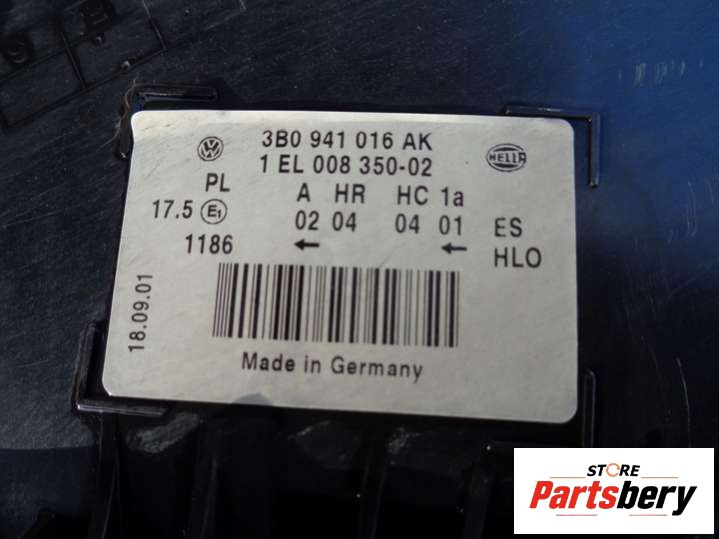 3B0 941 016 AK
1 EL 008 350-02
HELLA
PL A HR HC 1a
17.5 E1 02 04 04 01 ES
1186 ← ← HLO
18.09.01
Made in Germany
STORE
Partsbery